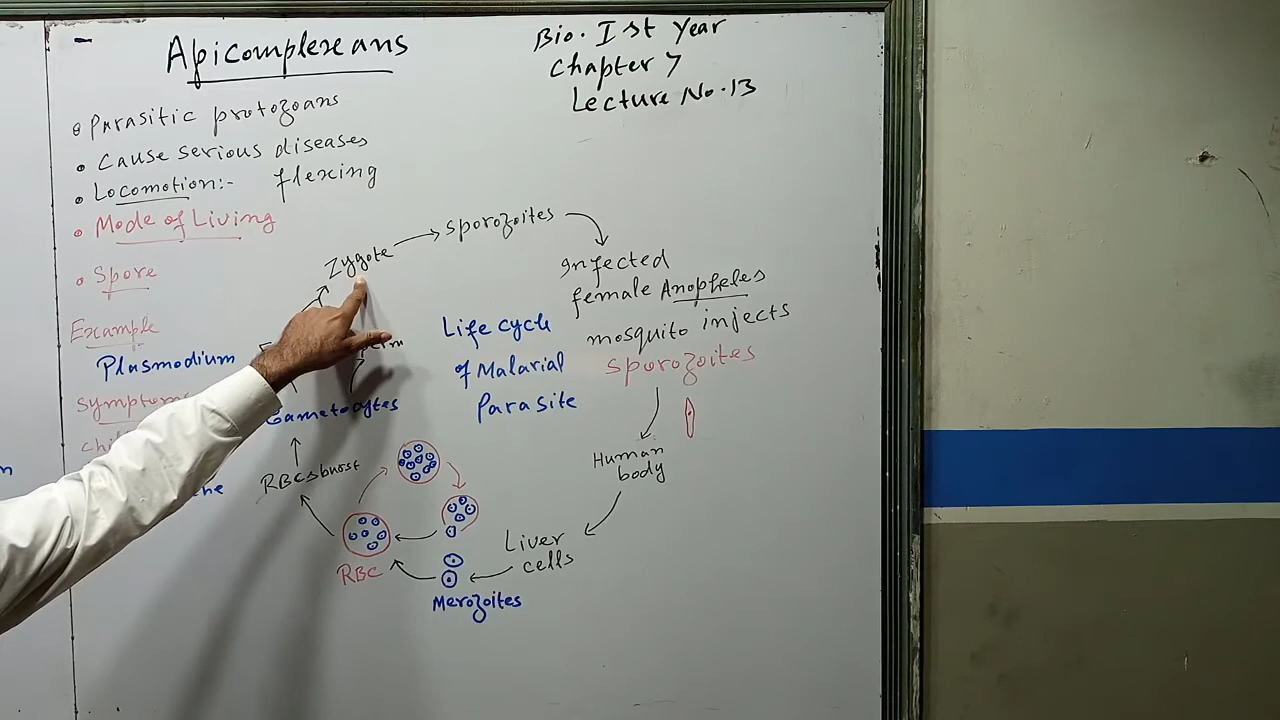 Apicomplexans
Bio. Ist Year
Chapter 7
Lecture No.13
Parasitic protozoans
Cause serious diseases
Locomotion:- flexing
Mode of Living
Spore
Example
Plasmodium
Zygote
Sporozoites
Infected
female Anopheles
mosquito injects
sporozoites
Life cycle
of Malarial
Parasite
Gametocytes
RBCs burst
Human
body
Liver
cells
RBC
Merozoites